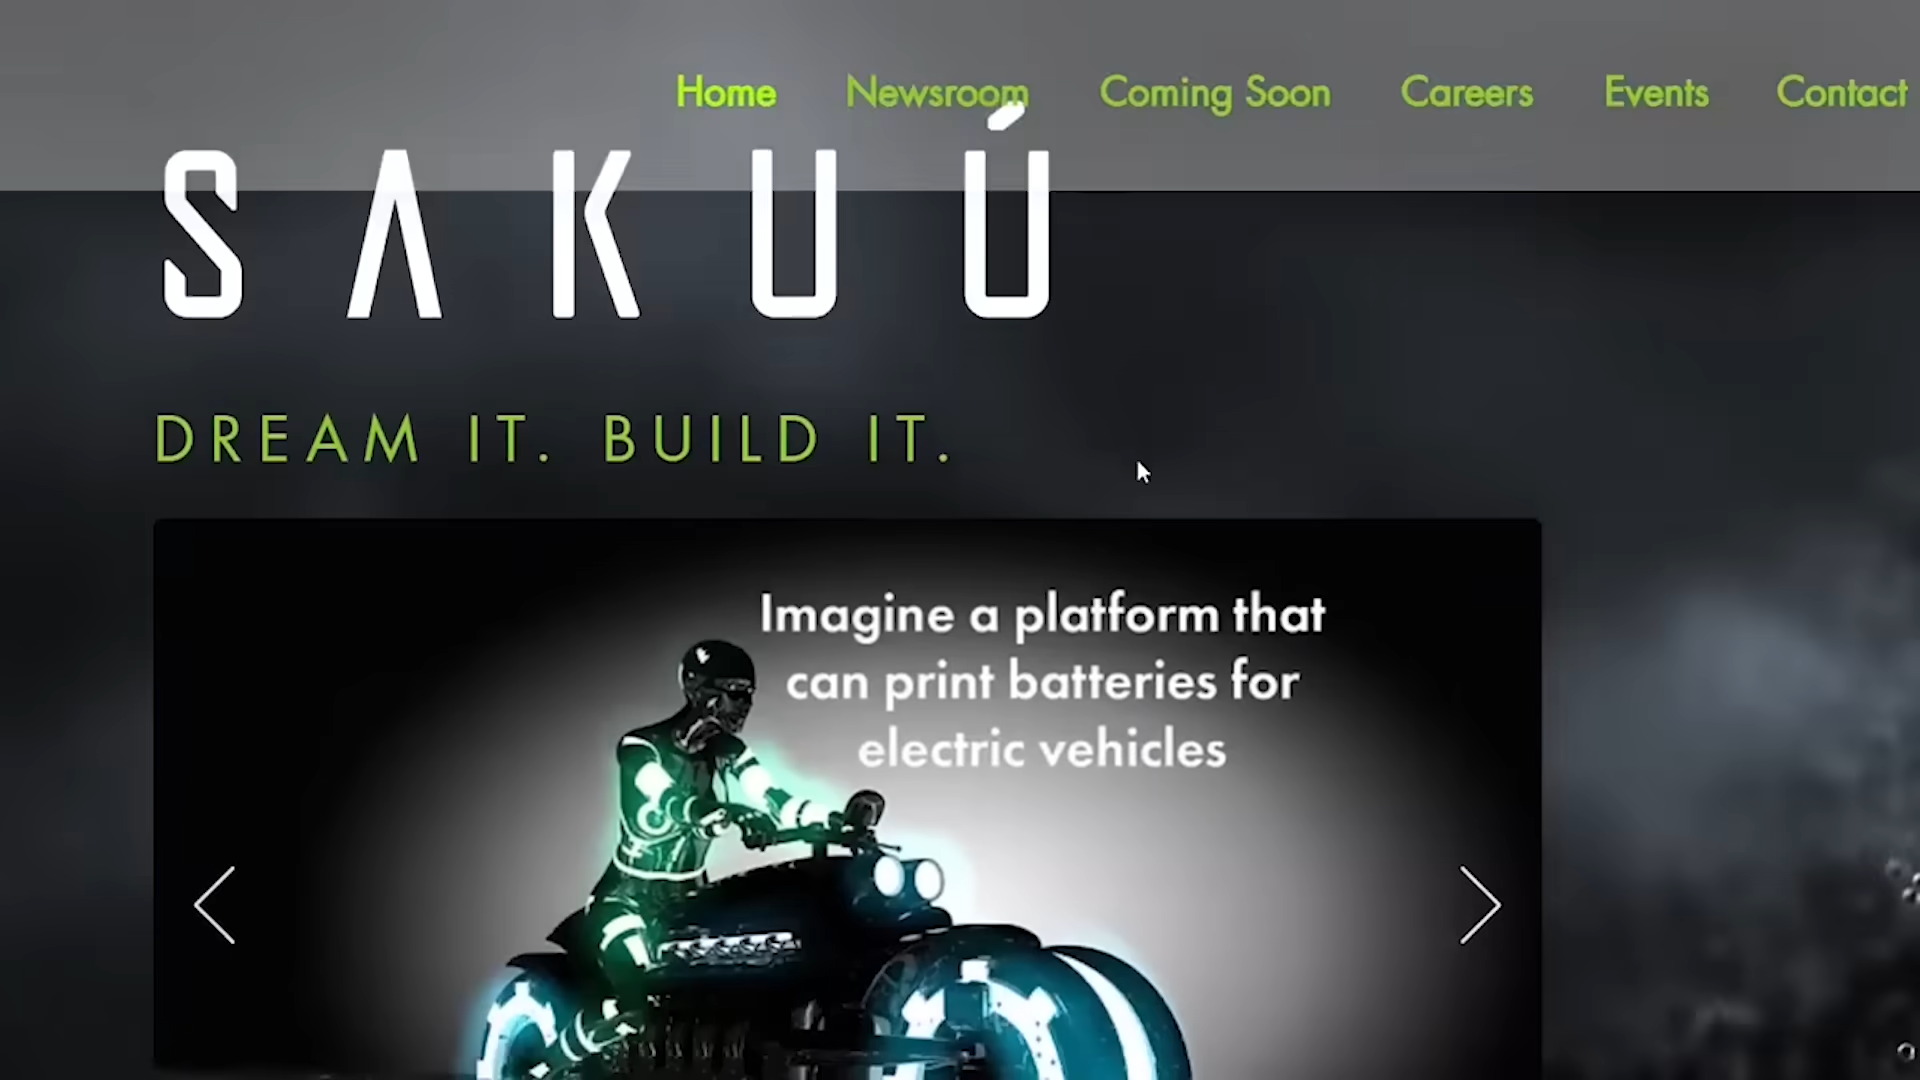 Home Newsroom Coming Soon Careers Events Contact
SAKUÚ
DREAM IT. BUILD IT.
Imagine a platform that
can print batteries for
electric vehicles